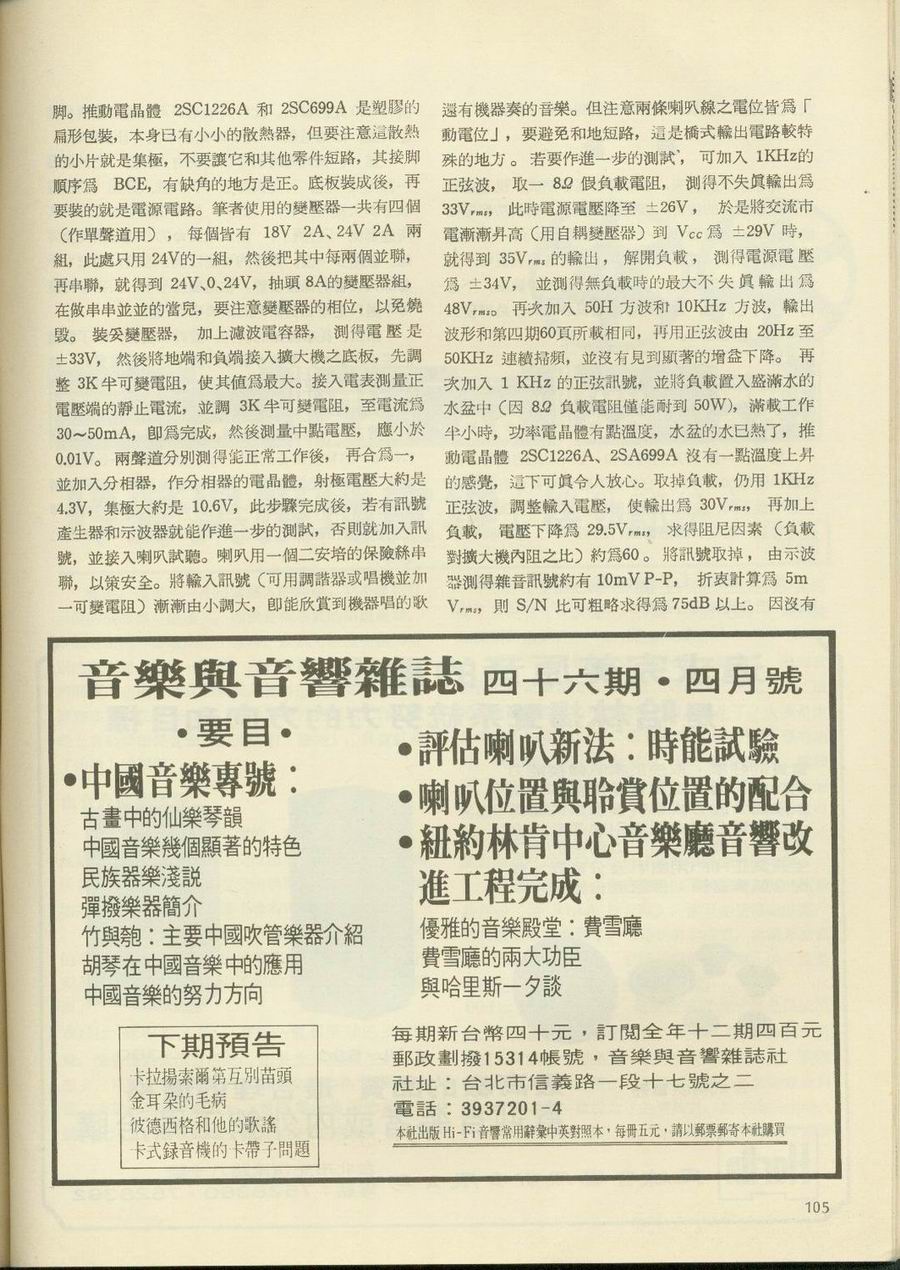 脚。推動電晶體 2SC1226A 和 2SC699A 是塑膠的
扁形包裝，本身已有小小的散熱器，但要注意這散熱
的小片就是集極，不要讓它和其他零件短路，其接脚
順序爲 BCE，有缺角的地方是正。底板裝成後，再
要裝的就是電源電路。筆者使用的變壓器一共有四個
（作單聲道用），每個皆有 18V 2A、24V 2A 兩
組，此處只用 24V的一組，然後把其中每兩個並聯，
再串聯，就得到 24V、0、24V，抽頭 8A的變壓器組，
在做串串並並的當兒，要注意變壓器的相位，以免燒
毀。 裝妥變壓器， 加上濾波電容器， 測得電壓是
±33V， 然後將地端和負端接入擴大機之底板，先調
整 3K 半可變電阻，使其值爲最大。接入電表測量正
電壓端的靜止電流，並調 3K 半可變電阻，至電流爲
30～50mA，卽爲完成，然後測量中點電壓， 應小於
0.01V。 兩聲道分別測得能正常工作後， 再合爲一，
並加入分相器，作分相器的電晶體，射極電壓大約是
4.3V，集極大約是 10.6V，此步驟完成後，若有訊號
產生器和示波器就能作進一步的測試，否則就加入訊
號，並接入喇叭試聽。喇叭用一個二安培的保險絲串
聯，以策安全。將輸入訊號（可用調諧器或唱機並加
一可變電阻）漸漸由小調大，卽能欣賞到機器唱的歌
還有機器奏的音樂。但注意兩條喇叭線之電位皆爲「
動電位」，要避免和地短路，這是橋式輸出電路較特
殊的地方。 若要作進一步的測試， 可加入 1KHz的
正弦波， 取一 8Ω 假負載電阻， 測得不失眞輸出爲
33Vrms， 此時電源電壓降至 ±26V， 於是將交流市
電漸漸昇高（用自耦變壓器）到 Vcc 爲 ±29V 時，
就得到 35Vrms 的輸出，解開負載，測得電源電壓
爲 ±34V， 並測得無負載時的最大不失眞輸出爲
48Vrms。再次加入 50H 方波和 10KHz 方波，輸出
波形和第四期60頁所載相同，再用正弦波由 20Hz 至
50KHz 連續掃頻，並沒有見到顯著的增益下降。 再
次加入 1 KHz 的正弦訊號，並將負載置入盛滿水的
水盆中（因 8Ω 負載電阻僅能耐到 50W），滿載工作
半小時，功率電晶體有點溫度，水盆的水已熱了，推
動電晶體 2SC1226A、2SA699A 沒有一點溫度上昇
的感覺，這下可眞令人放心。取掉負載，仍用 1KHz
正弦波，調整輸入電壓， 使輸出爲 30Vrms， 再加上
負載， 電壓下降爲 29.5Vrms， 求得阻尼因素（負載
對擴大機內阻之比）約爲60。 將訊號取掉， 由示波
器測得雜音訊號約有 10mV P-P， 折衷計算爲 5m
Vrms，則 S/N 比可粗略求得爲 75dB 以上。 因沒有
音樂與音響雜誌 四十六期・四月號
・要目・
・中國音樂專號：
古畫中的仙樂琴韻
中國音樂幾個顯著的特色
民族器樂淺説
彈撥樂器簡介
竹與匏：主要中國吹管樂器介紹
胡琴在中國音樂中的應用
中國音樂的努力方向
・評估喇叭新法：時能試驗
・喇叭位置與聆賞位置的配合
・紐約林肯中心音樂廳音響改
進工程完成：
優雅的音樂殿堂：費雪廳
費雪廳的兩大功臣
與哈里斯一夕談
下期預告
卡拉揚索爾第互別苗頭
金耳朶的毛病
彼德西格和他的歌謠
卡式錄音機的卡帶子問題
每期新台幣四十元，訂閱全年十二期四百元
郵政劃撥15314帳號，音樂與音響雜誌社
社址：台北市信義路一段十七號之二
電話：3937201-4
本社出版 Hi-Fi 音響常用辭彙中英對照本，每冊五元，請以郵票郵寄本社購買
105